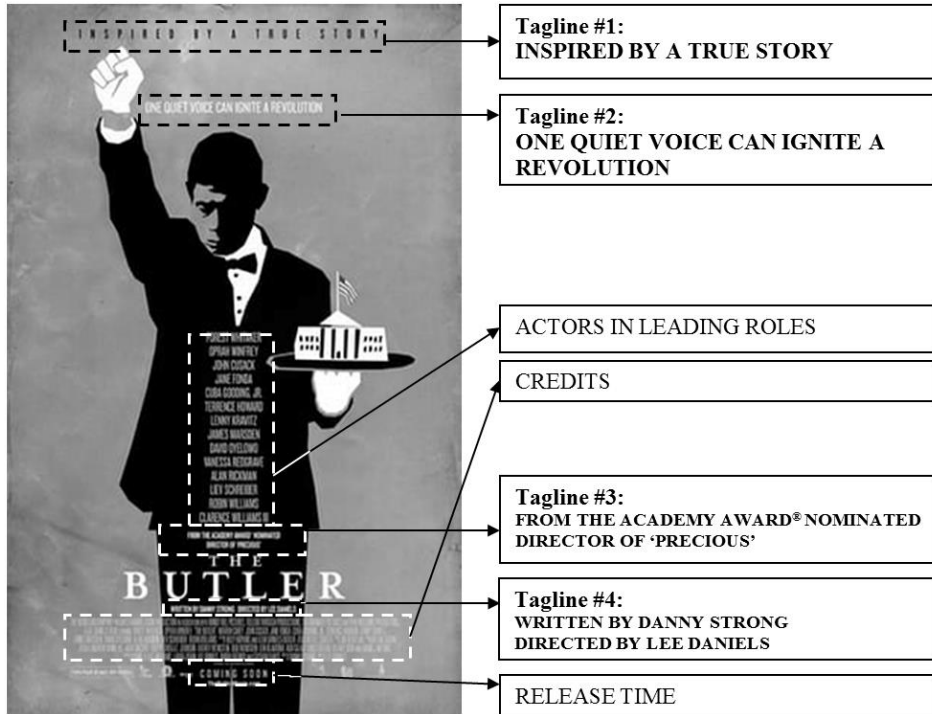 INSPIRED BY A TRUE STORY
ONE QUIET VOICE CAN IGNITE A REVOLUTION
FOREST WHITAKER
OPRAH WINFREY
JOHN CUSACK
JANE FONDA
CUBA GOODING, JR.
TERRENCE HOWARD
LENNY KRAVITZ
JAMES MARSDEN
DAVID OYELOWO
VANESSA REDGRAVE
ALAN RICKMAN
LIEV SCHREIBER
ROBIN WILLIAMS
CLARENCE WILLIAMS III
FROM THE ACADEMY AWARD® NOMINATED
DIRECTOR OF 'PRECIOUS'
THE
BUTLER
WRITTEN BY DANNY STRONG DIRECTED BY LEE DANIELS
COMING SOON
Tagline #1:
INSPIRED BY A TRUE STORY
Tagline #2:
ONE QUIET VOICE CAN IGNITE A
REVOLUTION
ACTORS IN LEADING ROLES
CREDITS
Tagline #3:
FROM THE ACADEMY AWARD® NOMINATED
DIRECTOR OF ‘PRECIOUS’
Tagline #4:
WRITTEN BY DANNY STRONG
DIRECTED BY LEE DANIELS
RELEASE TIME